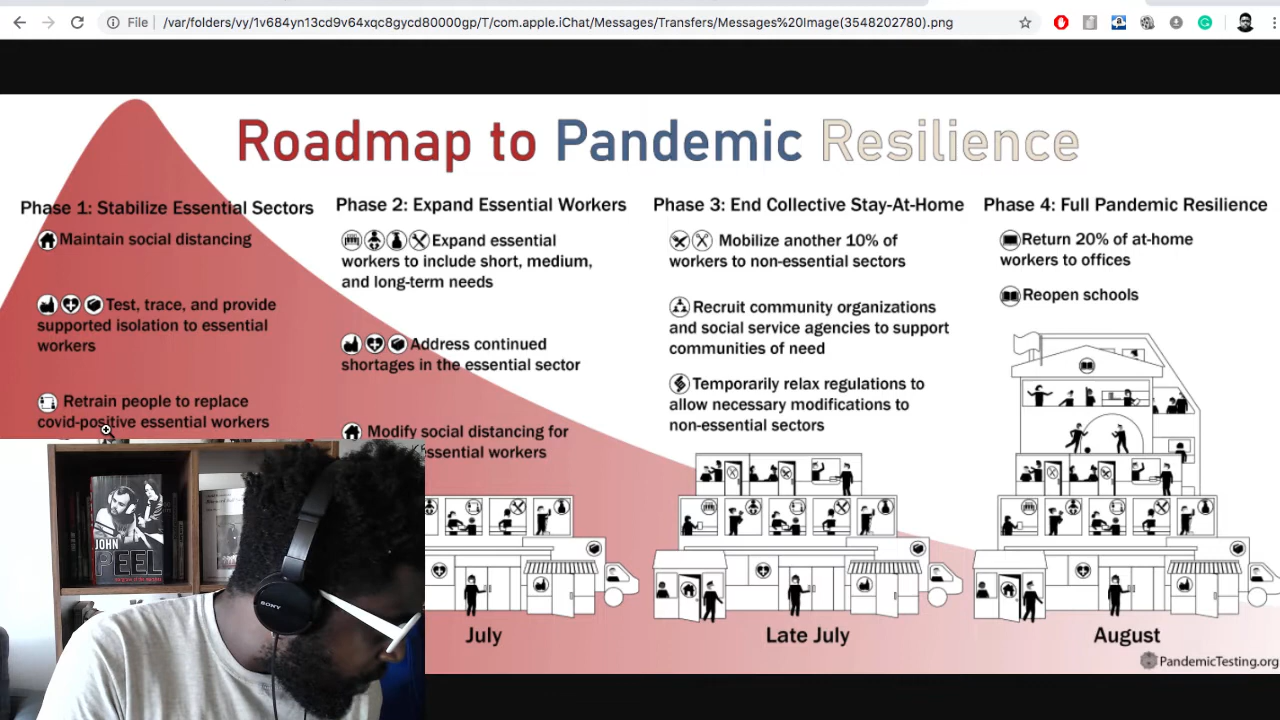 File
/var/folders/vy/1v684yn13cd9v64xqc8gycd80000gp/T/com.apple.iChat/Messages/Transfers/Messages%20Image(3548202780).png
Roadmap to Pandemic Resilience
Phase 1: Stabilize Essential Sectors
Maintain social distancing
Test, trace, and provide
supported isolation to essential
workers
Retrain people to replace
covid-positive essential workers
Phase 2: Expand Essential Workers
Expand essential
workers to include short, medium,
and long-term needs
Address continued
shortages in the essential sector
Modify social distancing for
essential workers
July
Phase 3: End Collective Stay-At-Home
Mobilize another 10% of
workers to non-essential sectors
Recruit community organizations
and social service agencies to support
communities of need
Temporarily relax regulations to
allow necessary modifications to
non-essential sectors
Late July
Phase 4: Full Pandemic Resilience
Return 20% of at-home
workers to offices
Reopen schools
August
PandemicTesting.org
JOHN
PEEL
SONY